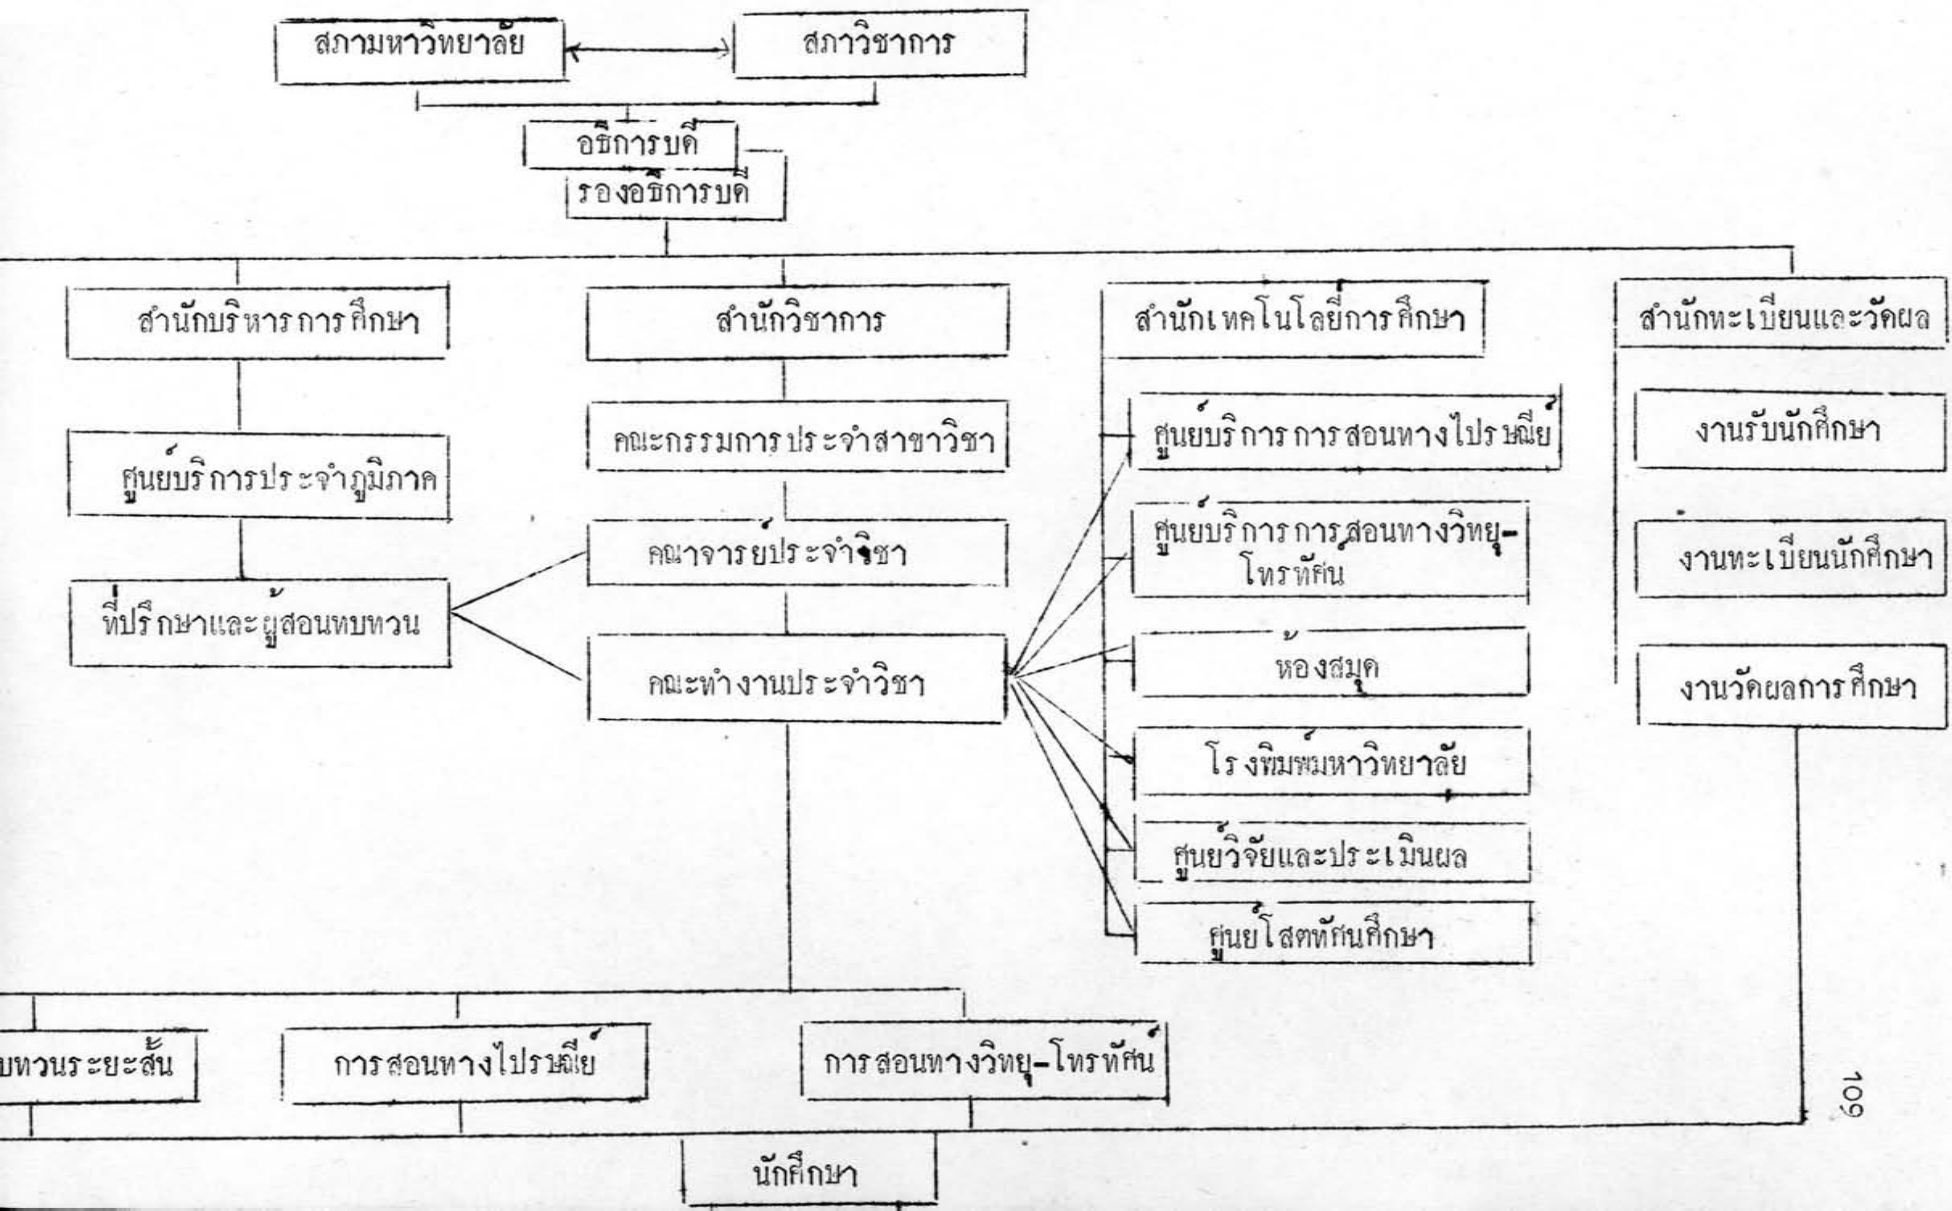 สภามหาวิทยาลัย
สภาวิชาการ
อธิการบดี
รองอธิการบดี
สำนักบริหารการศึกษา
สำนักวิชาการ
สำนักเทคโนโลยีการศึกษา
สำนักทะเบียนและวัดผล
ศูนย์บริการประจำภูมิภาค
ที่ปรึกษาและผู้สอนทบทวน
คณะกรรมการประจำสาขาวิชา
คณาจารย์ประจำวิชา
คณะทำงานประจำวิชา
ศูนย์บริการการสอนทางไปรษณีย์
ศูนย์บริการการสอนทางวิทยุ-
โทรทัศน์
ห้องสมุด
โรงพิมพ์มหาวิทยาลัย
ศูนย์วิจัยและประเมินผล
ศูนย์โสตทัศนศึกษา
งานรับนักศึกษา
งานทะเบียนนักศึกษา
งานวัดผลการศึกษา
บทวนระยะสั้น
การสอนทางไปรษณีย์
การสอนทางวิทยุ-โทรทัศน์
นักศึกษา
109